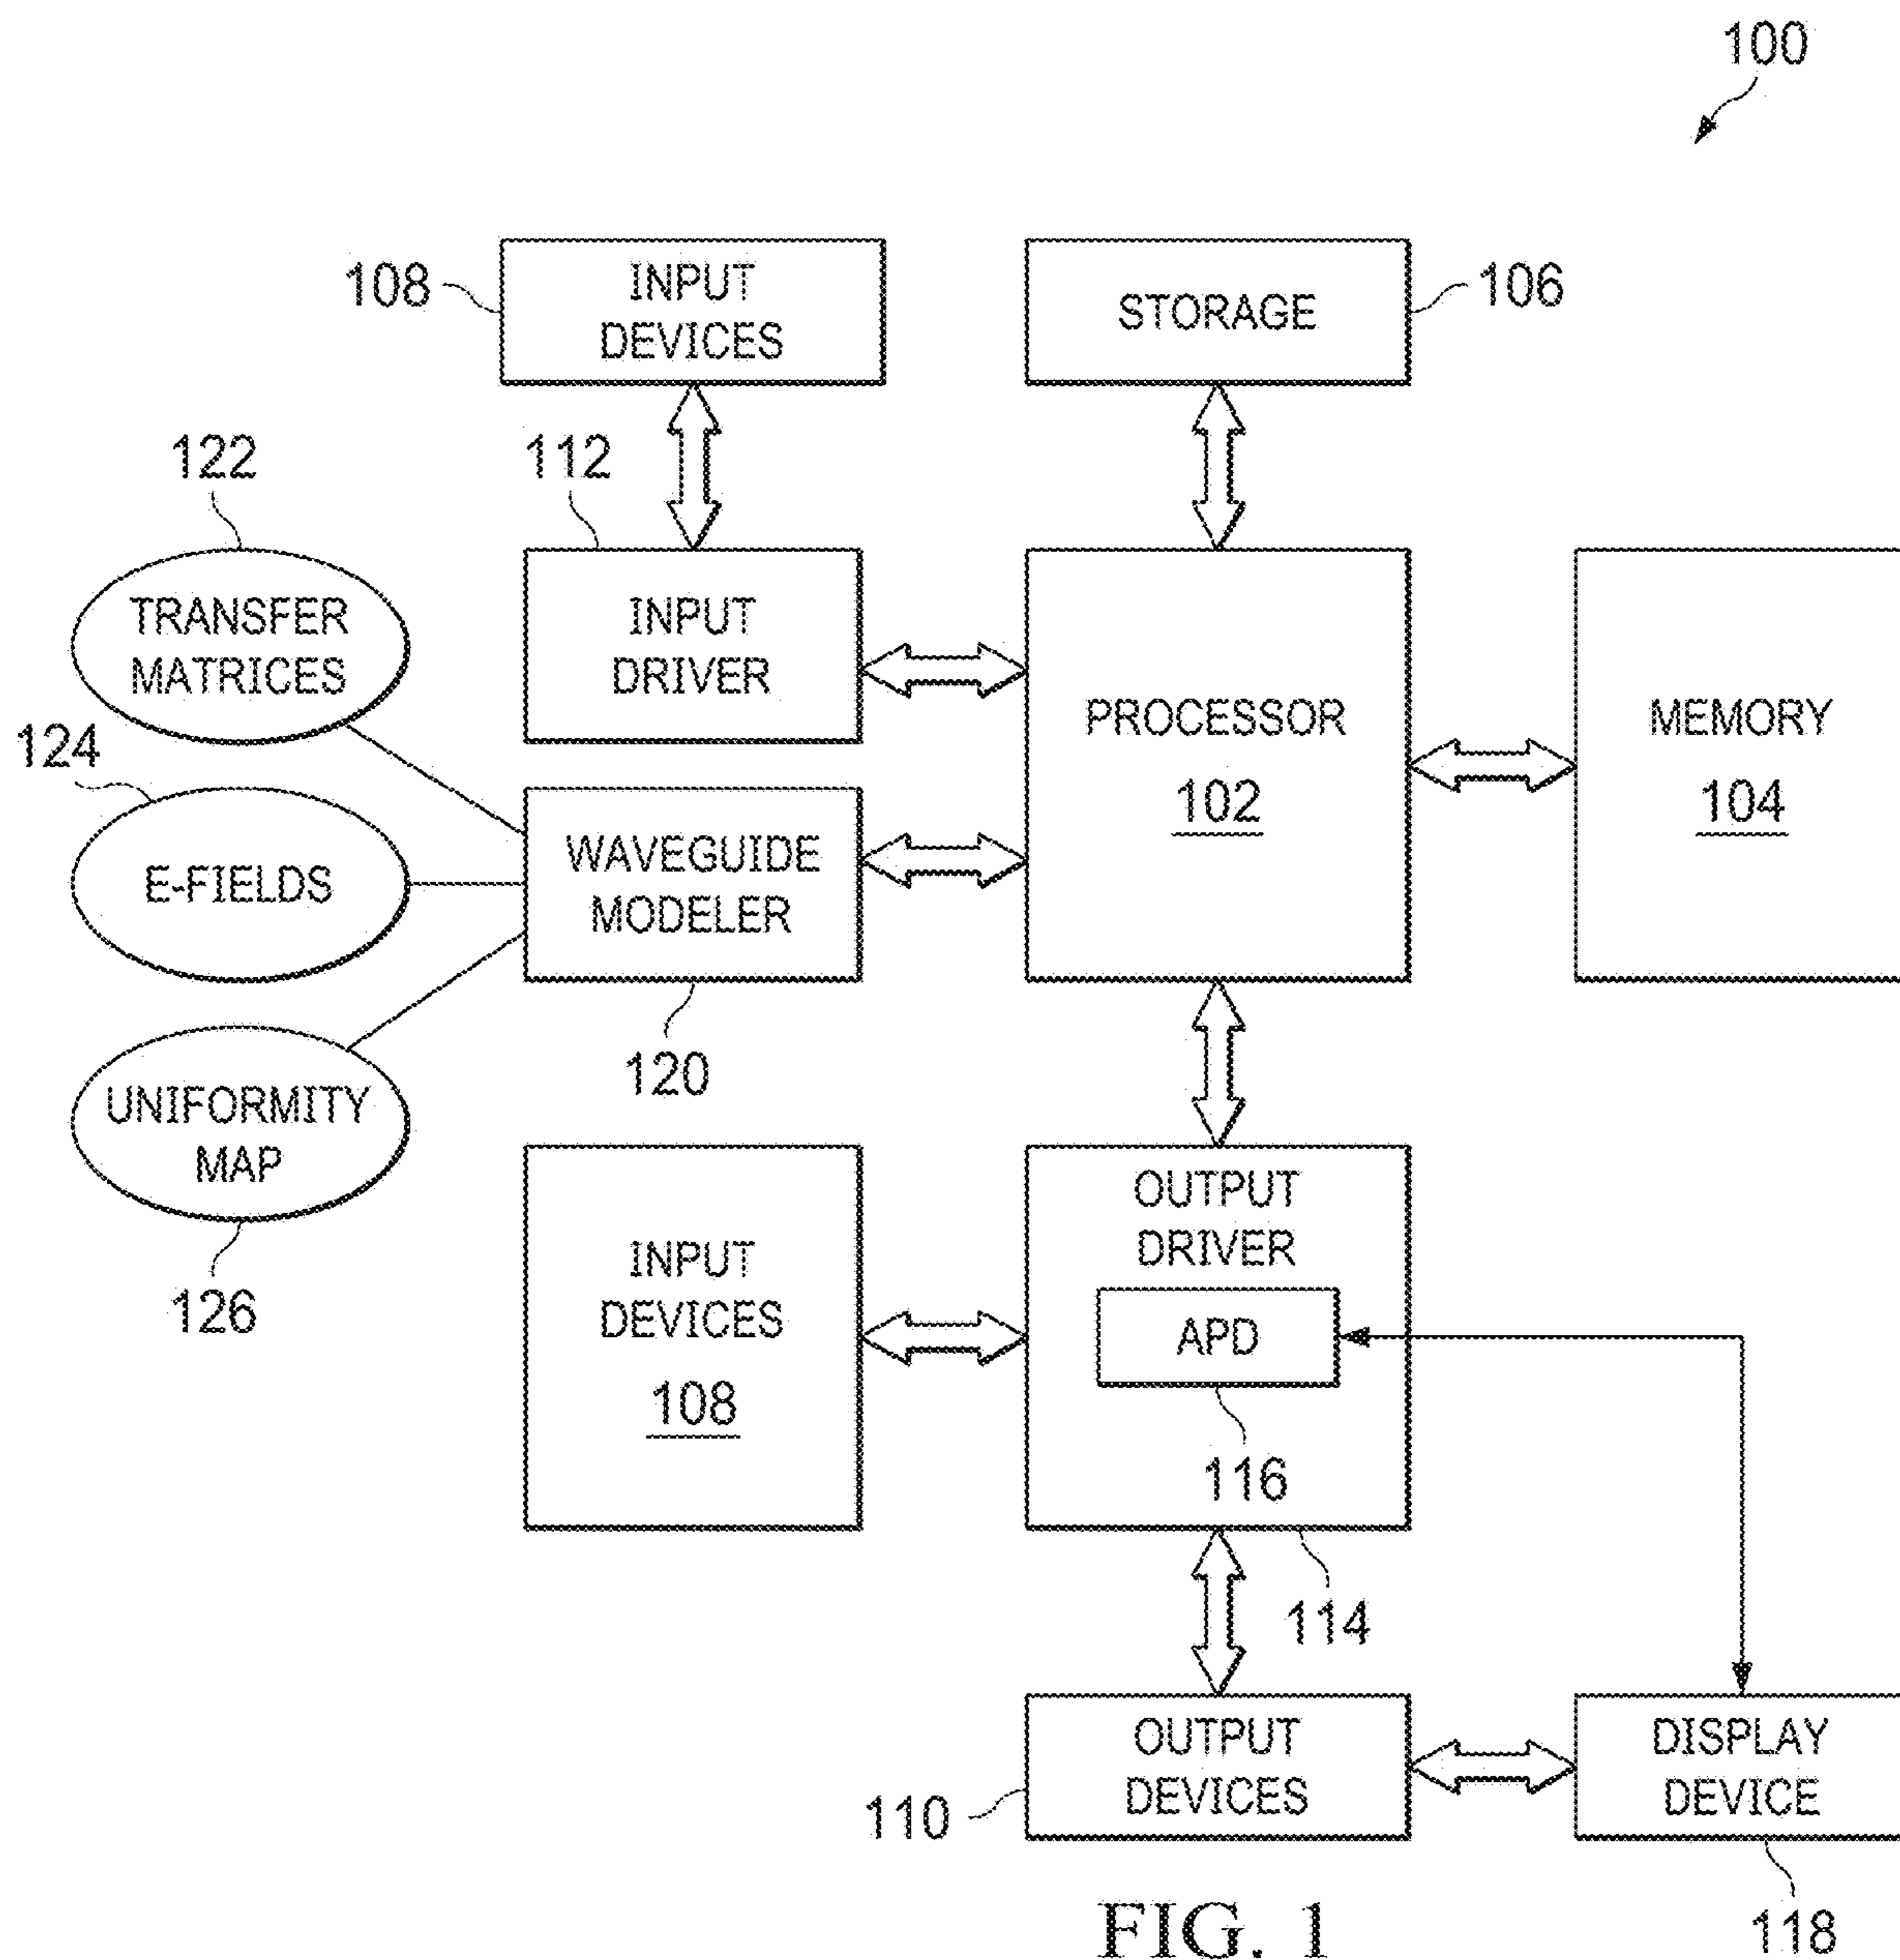 100
108
INPUT
DEVICES
STORAGE
106
122
112
TRANSFER
MATRICES
INPUT
DRIVER
PROCESSOR
102
MEMORY
104
124
E-FIELDS
WAVEGUIDE
MODELER
120
UNIFORMITY
MAP
126
INPUT
DEVICES
108
OUTPUT
DRIVER
APD
116
114
OUTPUT
DEVICES
110
DISPLAY
DEVICE
118
FIG. 1